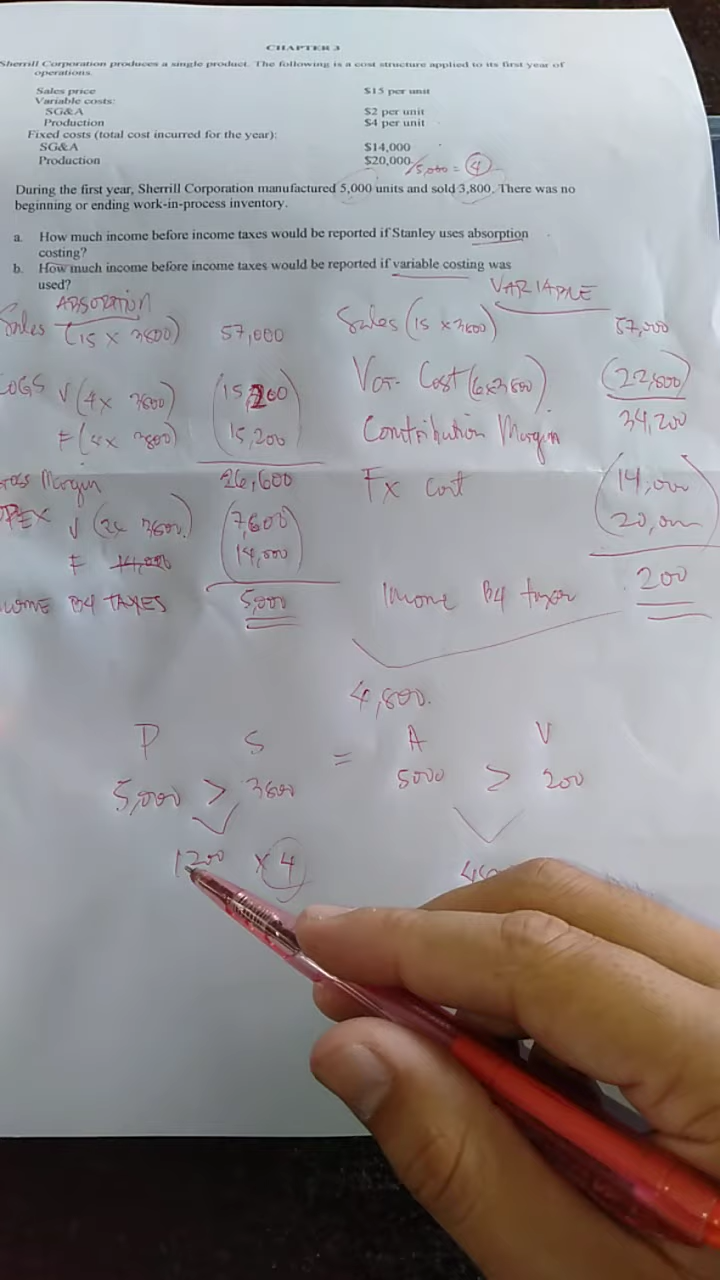 CHAPTER 3
Sherrill Corporation produces a single product. The following is a cost structure applied to its first year of
operations.
Sales price $15 per unit
Variable costs:
SG&A $2 per unit
Production $4 per unit
Fixed costs (total cost incurred for the year):
SG&A $14,000
Production $20,000 /5,000 = 4
During the first year, Sherrill Corporation manufactured 5,000 units and sold 3,800. There was no
beginning or ending work-in-process inventory.
a. How much income before income taxes would be reported if Stanley uses absorption
costing?
b. How much income before income taxes would be reported if variable costing was
used?
ABSORPTION
Sales (15 x 3800) 57,000
COGS V (4x 3800) (15,200
F (4x 3800) 15,200)
Gross Margin 26,600
OPEX V (2x 3800) (7,600
F 14,000 14,000)
INCOME B4 TAXES 5,000
VARIABLE
Sales (15 x 3800) 57,000
Var. Cost (6x3800) (22,800)
Contribution Margin 34,200
Fx Cost (14,000
20,000)
Income B4 taxes 200
4,800.
P S = A V
5,000 > 3800 5000 > 200
1200 x 4